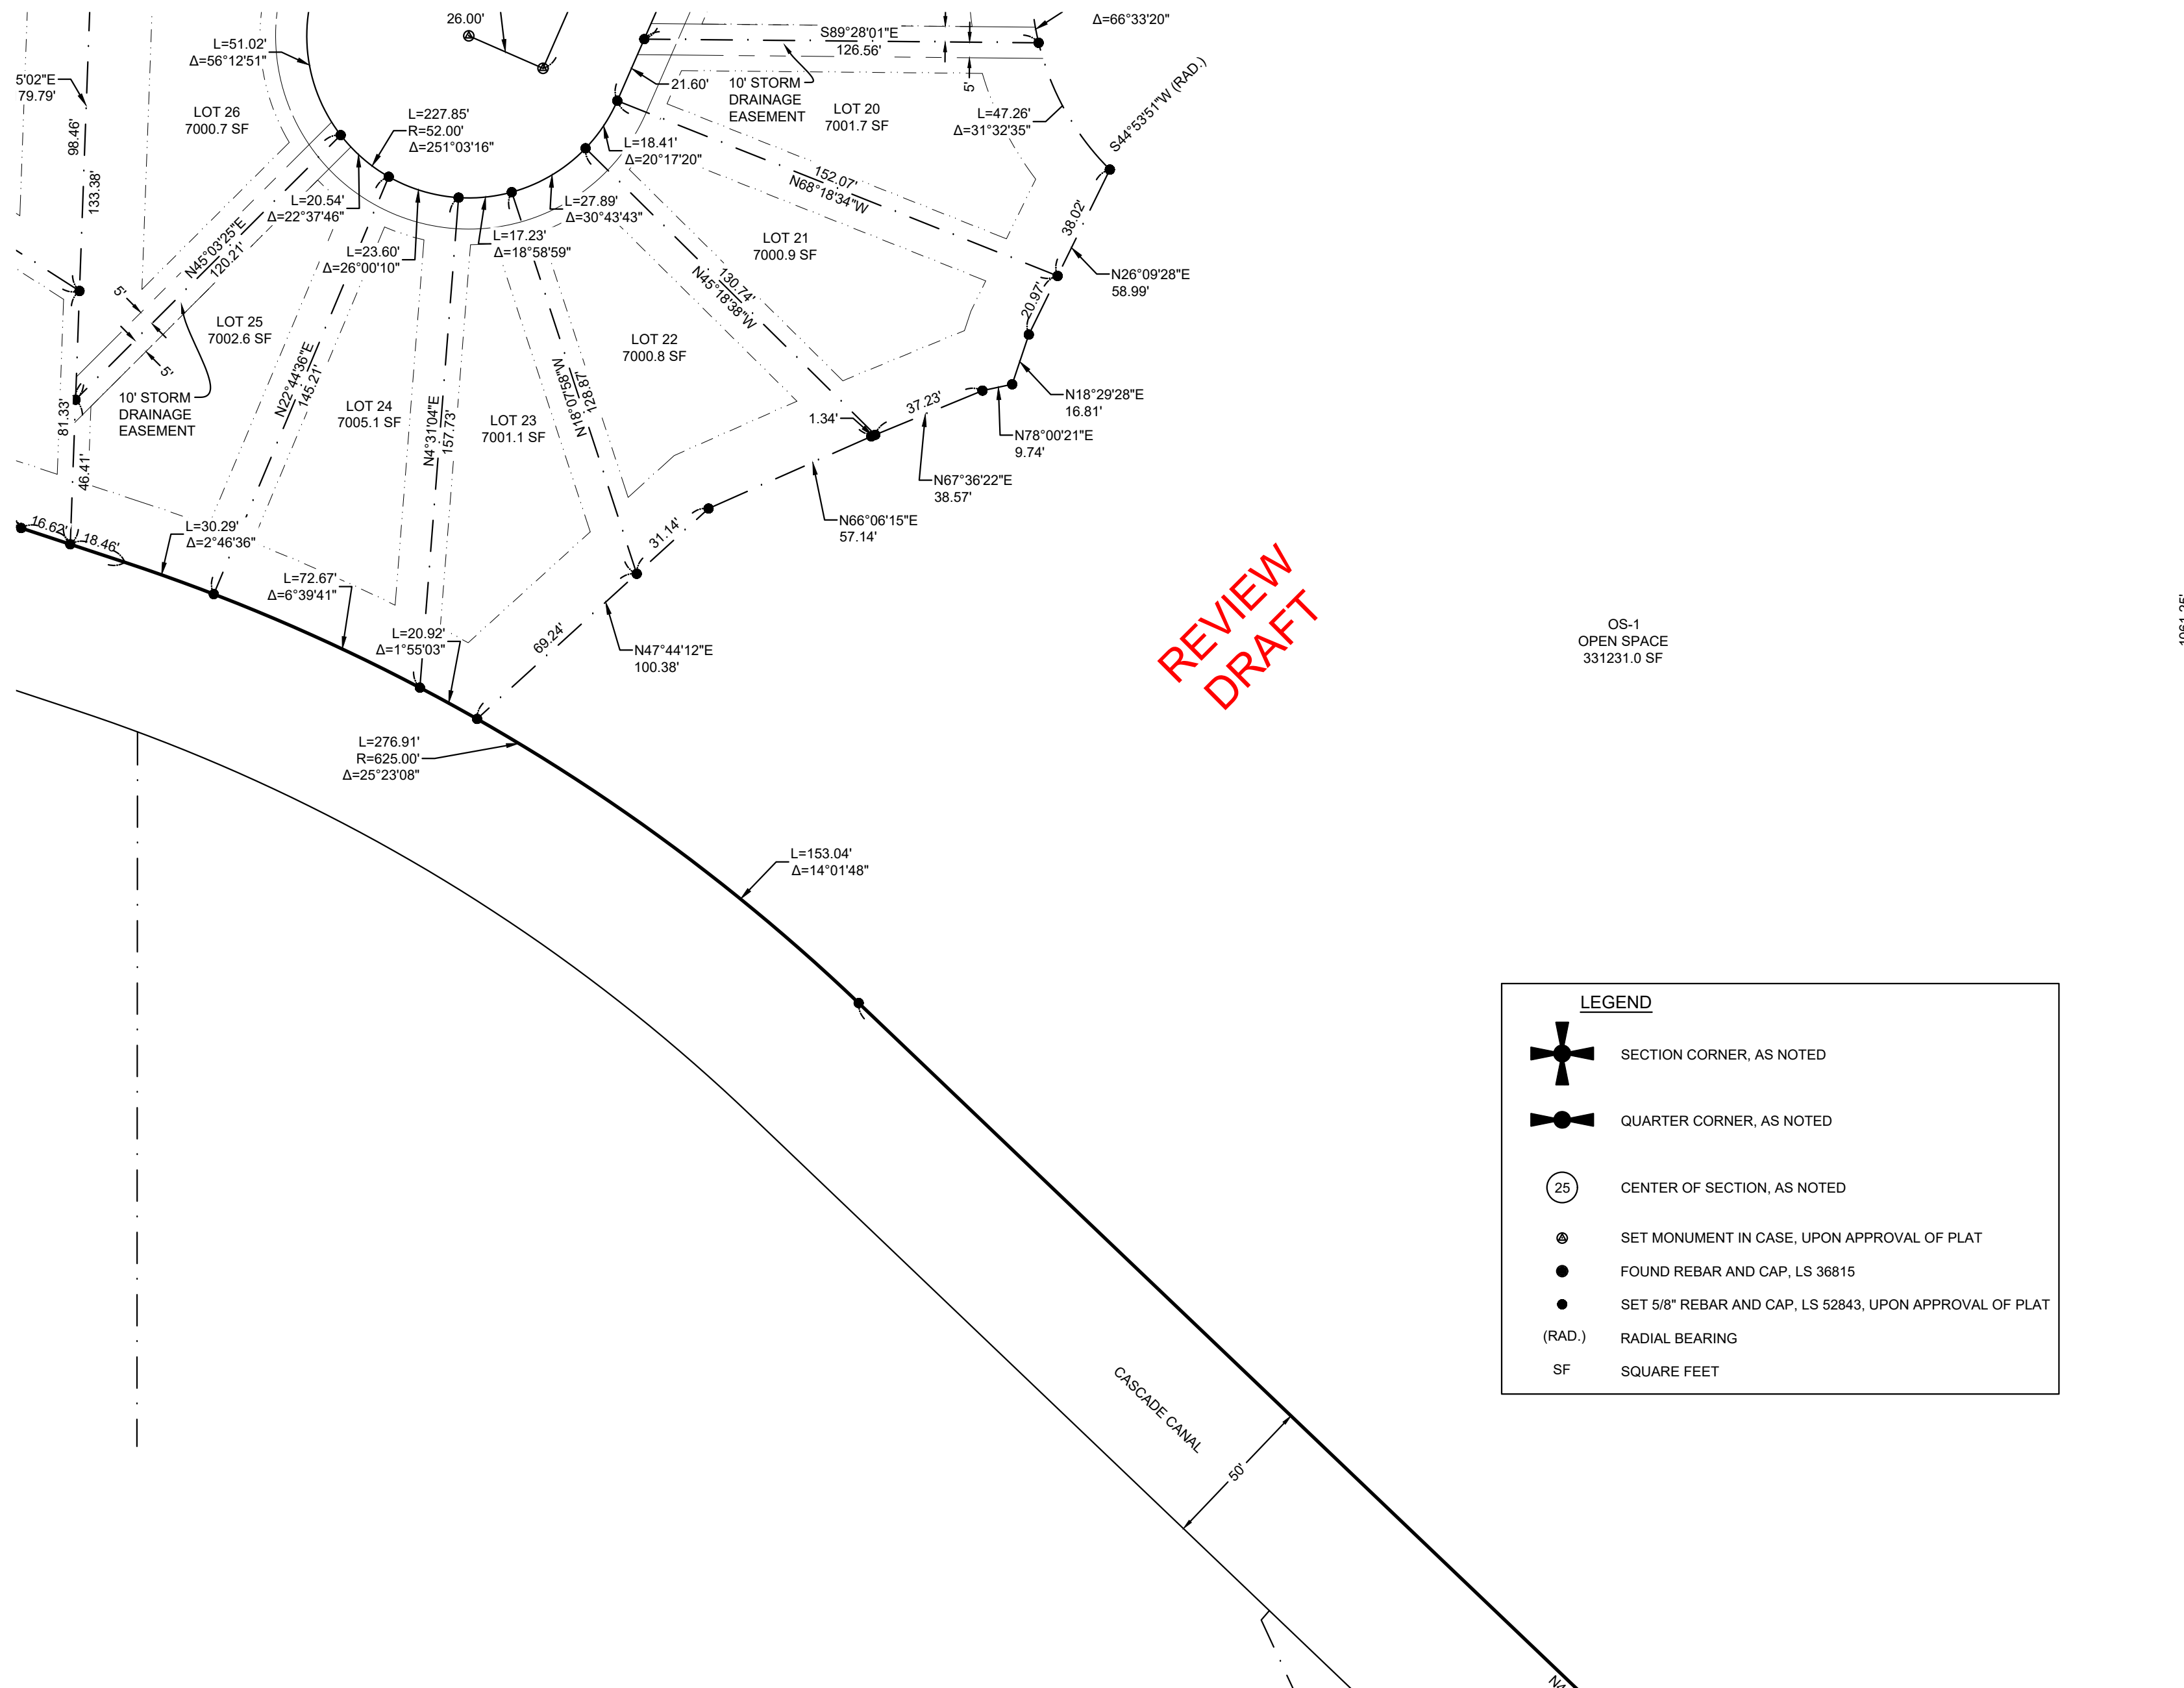 26.00'
Δ=66°33'20"
L=51.02'
Δ=56°12'51"
S89°28'01"E
126.56'
5'02"E
79.79'
21.60'
10' STORM
DRAINAGE
EASEMENT
5'
LOT 20
7001.7 SF
L=47.26'
Δ=31°32'35"
S44°53'51"W (RAD.)
LOT 26
7000.7 SF
98.46'
133.38'
L=227.85'
R=52.00'
Δ=251°03'16"
L=18.41'
Δ=20°17'20"
152.07'
N68°18'34"W
L=20.54'
Δ=22°37'46"
L=27.89'
Δ=30°43'43"
38.02'
N45°03'25"E
120.21'
L=23.60'
Δ=26°00'10"
L=17.23'
Δ=18°58'59"
LOT 21
7000.9 SF
N26°09'28"E
58.99'
130.74'
N45°18'38"W
20.97'
5'
5'
LOT 25
7002.6 SF
LOT 22
7000.8 SF
N22°44'36"E
145.21'
N18°07'58"W
128.87'
10' STORM
DRAINAGE
EASEMENT
LOT 24
7005.1 SF
N4°31'04"E
157.73'
LOT 23
7001.1 SF
81.33'
46.41'
1.34'
37.23'
N18°29'28"E
16.81'
N78°00'21"E
9.74'
N67°36'22"E
38.57'
N66°06'15"E
57.14'
16.62'
18.46'
L=30.29'
Δ=2°46'36"
31.14'
L=72.67'
Δ=6°39'41"
L=20.92'
Δ=1°55'03"
69.24'
N47°44'12"E
100.38'
REVIEW
DRAFT
OS-1
OPEN SPACE
331231.0 SF
L=276.91'
R=625.00'
Δ=25°23'08"
L=153.04'
Δ=14°01'48"
LEGEND
SECTION CORNER, AS NOTED
QUARTER CORNER, AS NOTED
25 CENTER OF SECTION, AS NOTED
SET MONUMENT IN CASE, UPON APPROVAL OF PLAT
FOUND REBAR AND CAP, LS 36815
SET 5/8" REBAR AND CAP, LS 52843, UPON APPROVAL OF PLAT
(RAD.) RADIAL BEARING
SF SQUARE FEET
CASCADE CANAL
50'